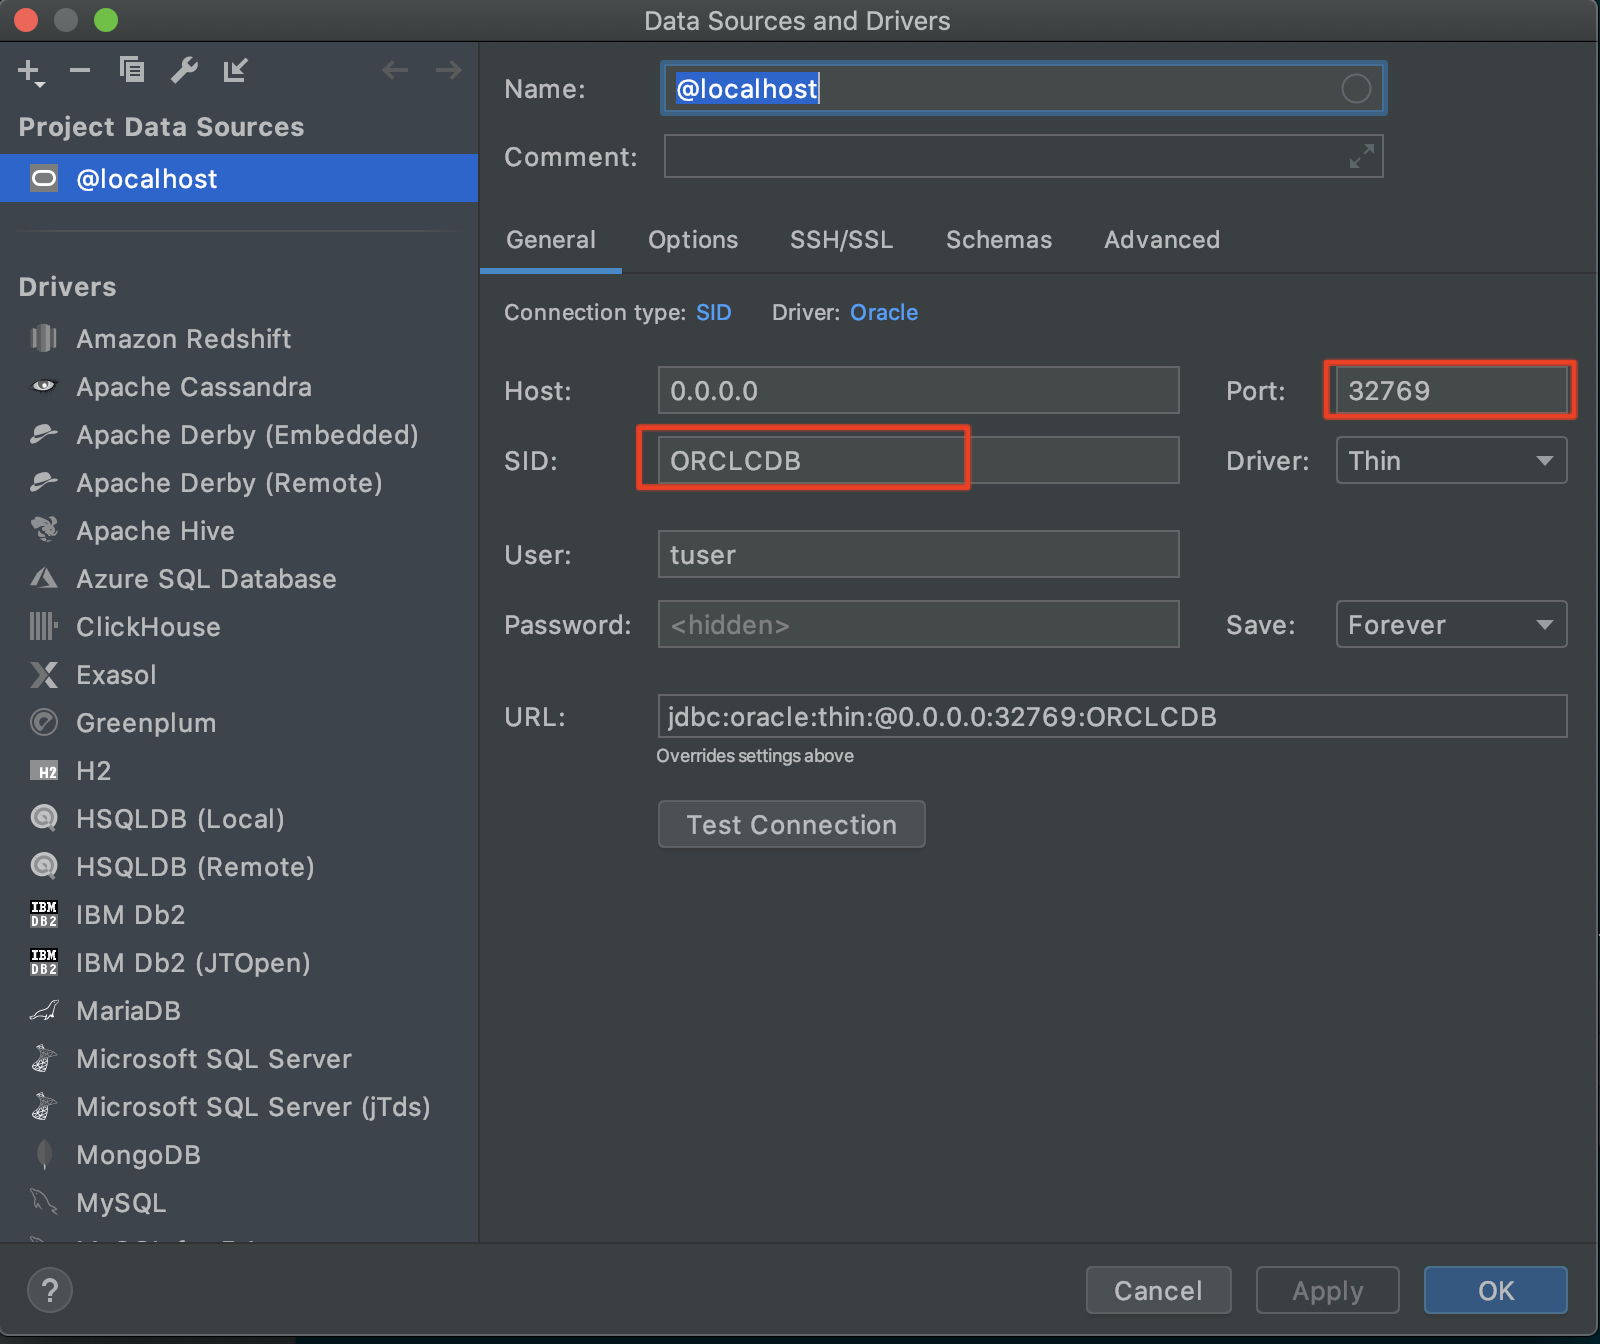 Data Sources and Drivers
Project Data Sources
@localhost
Drivers
Amazon Redshift
Apache Cassandra
Apache Derby (Embedded)
Apache Derby (Remote)
Apache Hive
Azure SQL Database
ClickHouse
Exasol
Greenplum
H2 H2
HSQLDB (Local)
HSQLDB (Remote)
IBM DB2 IBM Db2
IBM DB2 IBM Db2 (JTOpen)
MariaDB
Microsoft SQL Server
Microsoft SQL Server (jTds)
MongoDB
MySQL
Name: @localhost
Comment:
General Options SSH/SSL Schemas Advanced
Connection type: SID Driver: Oracle
Host: 0.0.0.0 Port: 32769
SID: ORCLCDB Driver: Thin
User: tuser
Password: <hidden> Save: Forever
URL: jdbc:oracle:thin:@0.0.0.0:32769:ORCLCDB
Overrides settings above
Test Connection
? Cancel Apply OK